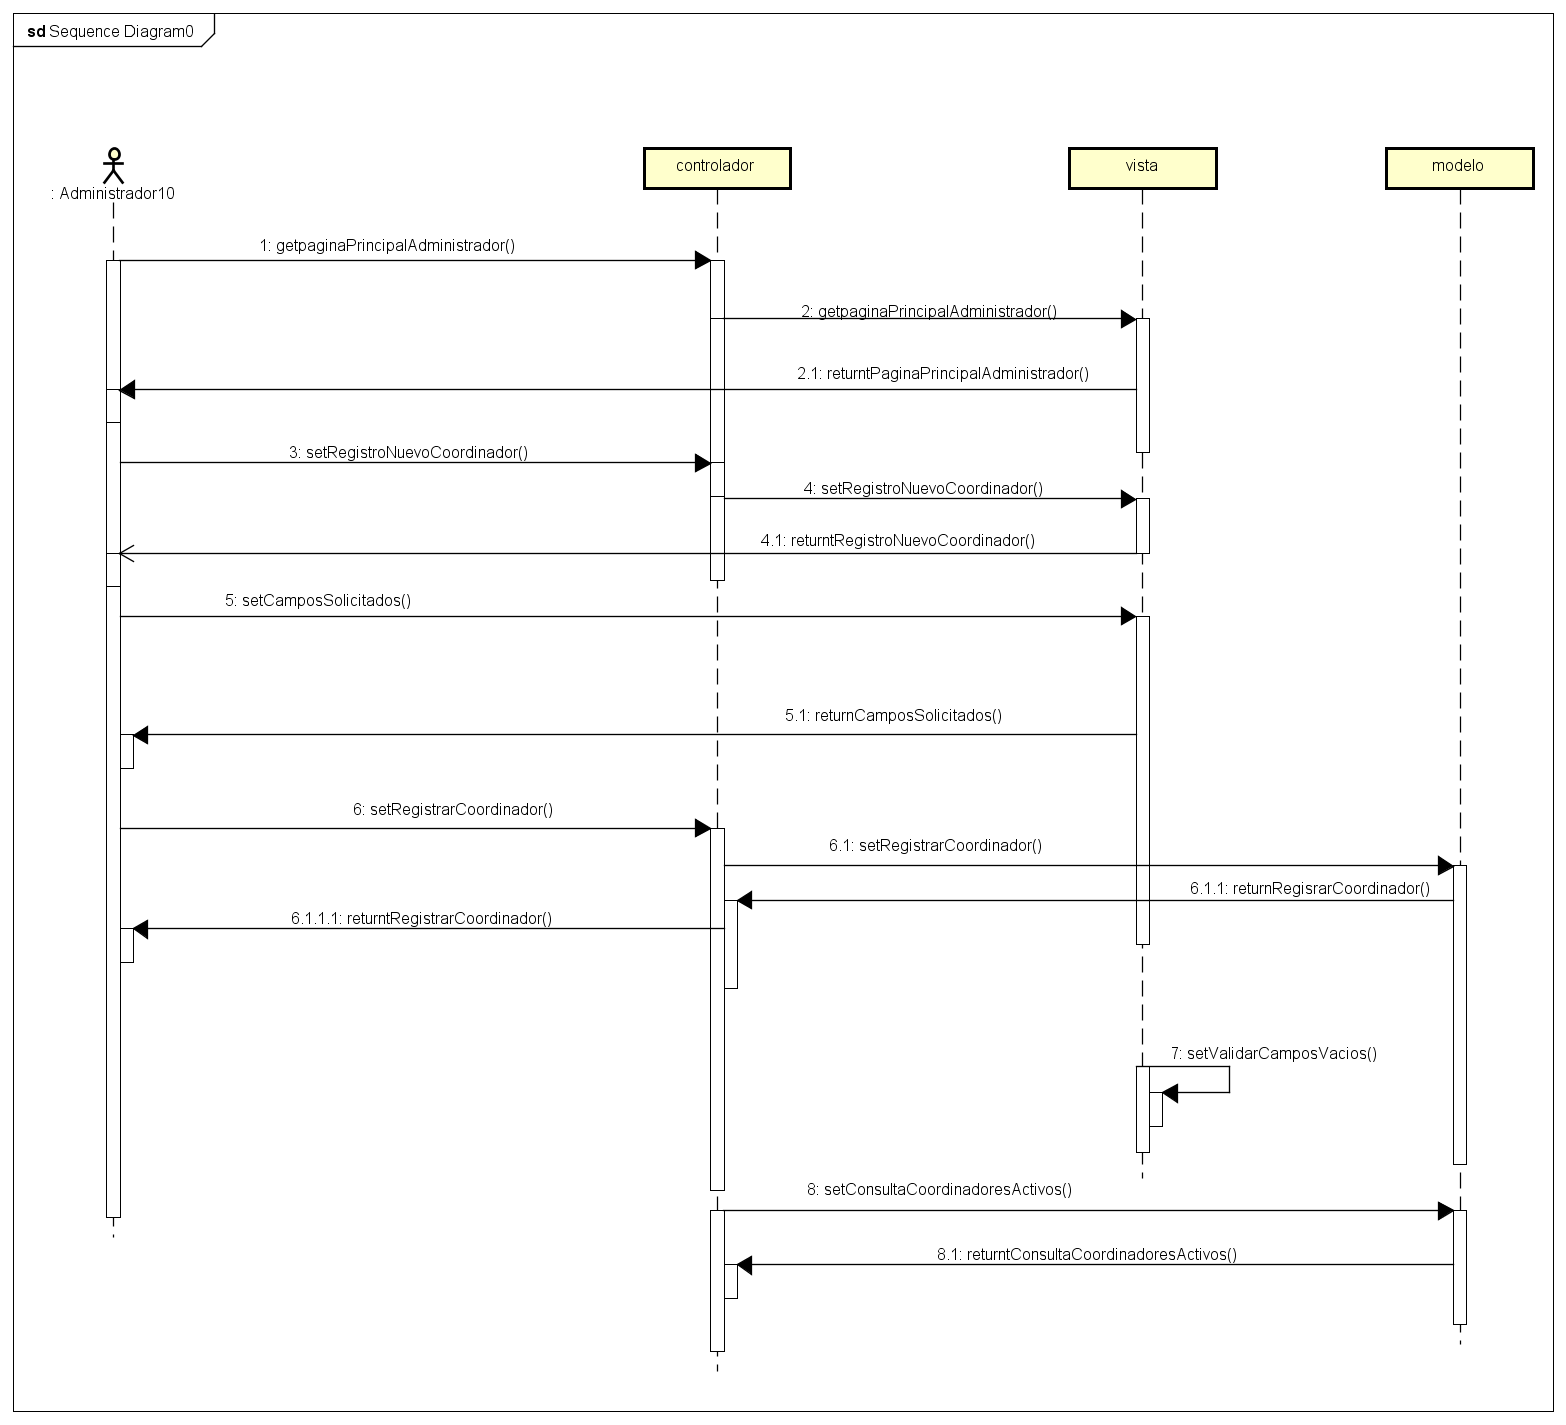 sd Sequence Diagram0
: Administrador10
controlador
vista
modelo
1: getpaginaPrincipalAdministrador()
2: getpaginaPrincipalAdministrador()
2.1: returntPaginaPrincipalAdministrador()
3: setRegistroNuevoCoordinador()
4: setRegistroNuevoCoordinador()
4.1: returntRegistroNuevoCoordinador()
5: setCamposSolicitados()
5.1: returnCamposSolicitados()
6: setRegistrarCoordinador()
6.1: setRegistrarCoordinador()
6.1.1: returnRegisrarCoordinador()
6.1.1.1: returntRegistrarCoordinador()
7: setValidarCamposVacios()
8: setConsultaCoordinadoresActivos()
8.1: returntConsultaCoordinadoresActivos()